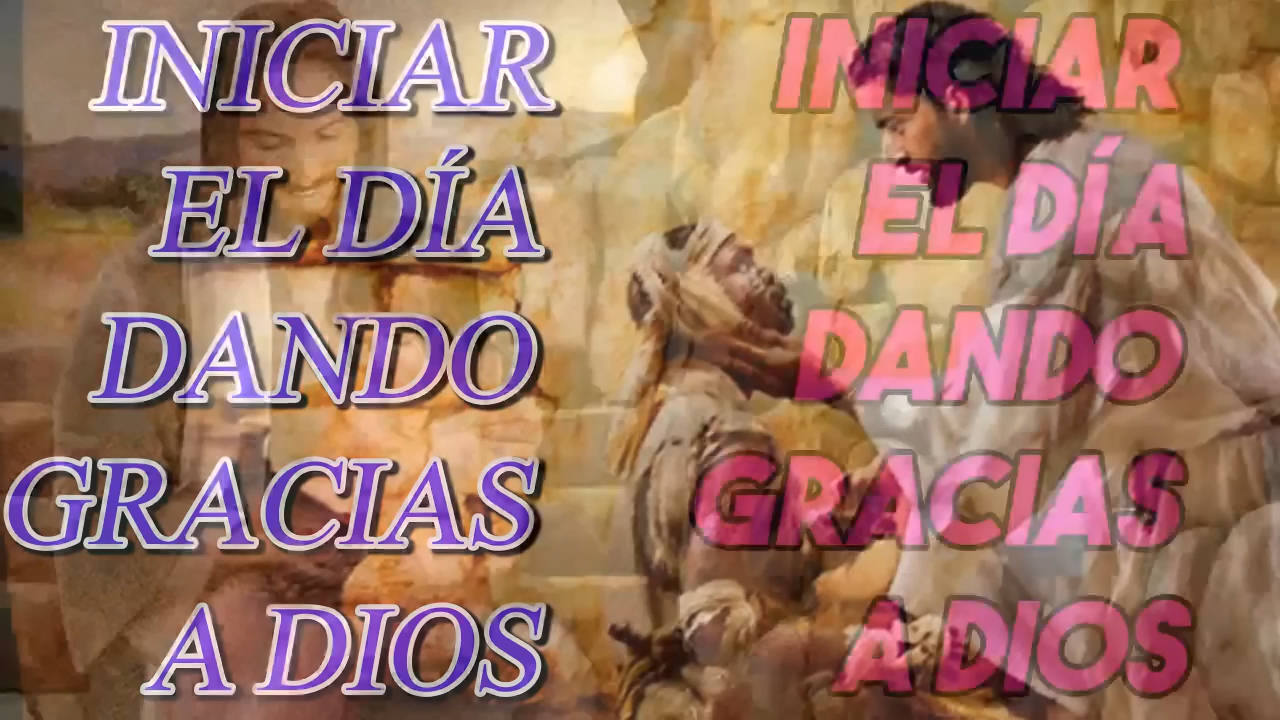 INICIAR
EL DÍA
DANDO
GRACIAS
A DIOS
INICIAR
EL DÍA
DANDO
GRACIAS
A DIOS